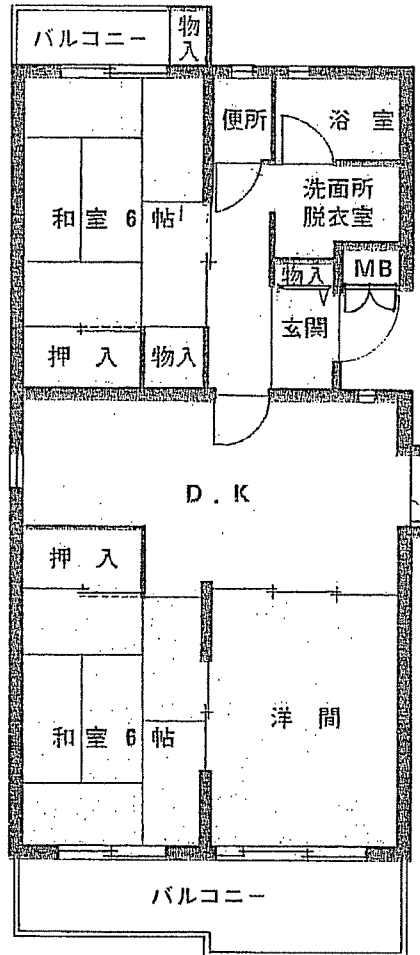 バルコニー
物入
便所
浴室
洗面所
脱衣室
和室6帖
物入
MB
玄関
押入
物入
D.K
押入
和室6帖
洋間
バルコニー